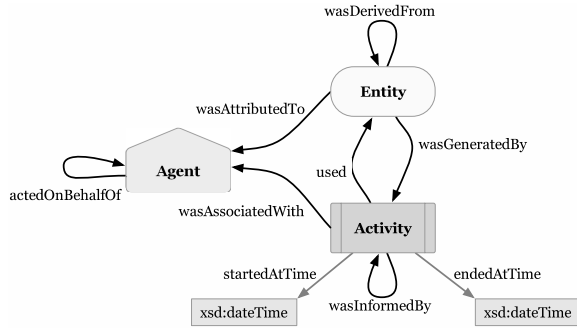 wasDerivedFrom
Entity
wasAttributedTo
wasGeneratedBy
Agent
used
actedOnBehalfOf
wasAssociatedWith
Activity
startedAtTime
endedAtTime
wasInformedBy
xsd:dateTime
xsd:dateTime